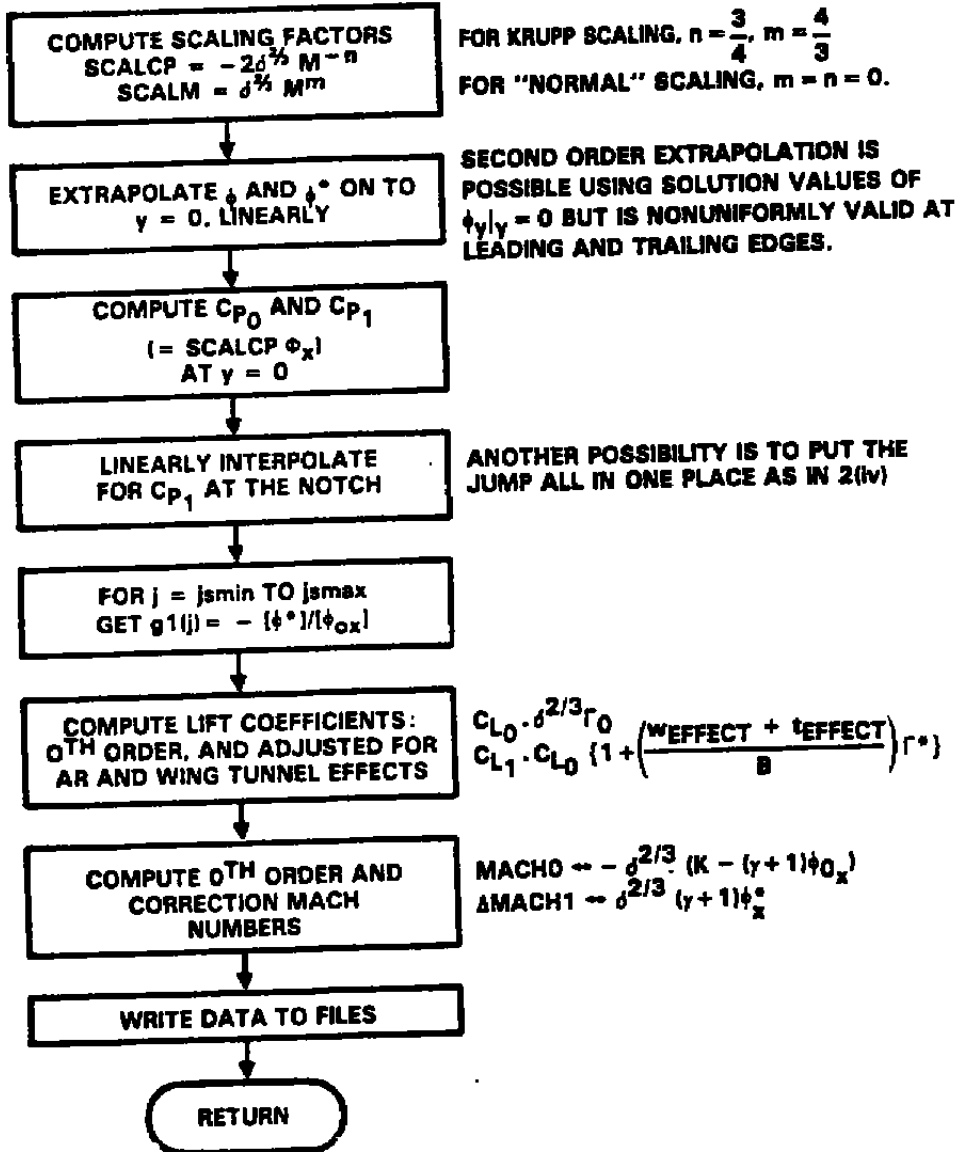 COMPUTE SCALING FACTORS
SCALCP = −2δ^⅔ M^−n
SCALM = δ^⅔ M^m
FOR KRUPP SCALING, n = 3/4, m = 4/3
FOR "NORMAL" SCALING, m = n = 0.
EXTRAPOLATE ϕ AND ϕ* ON TO
y = 0. LINEARLY
SECOND ORDER EXTRAPOLATION IS
POSSIBLE USING SOLUTION VALUES OF
ϕy|y = 0 BUT IS NONUNIFORMLY VALID AT
LEADING AND TRAILING EDGES.
COMPUTE CP0 AND CP1
(= SCALCP Φx)
AT y = 0
LINEARLY INTERPOLATE
FOR CP1 AT THE NOTCH
ANOTHER POSSIBILITY IS TO PUT THE
JUMP ALL IN ONE PLACE AS IN 2(iv)
FOR j = jsmin TO jsmax
GET g1(j) = − [ϕ*]/[ϕox]
COMPUTE LIFT COEFFICIENTS:
0TH ORDER, AND ADJUSTED FOR
AR AND WING TUNNEL EFFECTS
CL0 . δ^2/3 Γ0
CL1 . CL0 {1 + ((wEFFECT + tEFFECT)/B) Γ*}
COMPUTE 0TH ORDER AND
CORRECTION MACH
NUMBERS
MACH0 ↔ − δ^2/3. (K − (γ+1)ϕ0x)
ΔMACH1 ↔ δ^2/3 (γ+1)ϕ*x
WRITE DATA TO FILES
RETURN